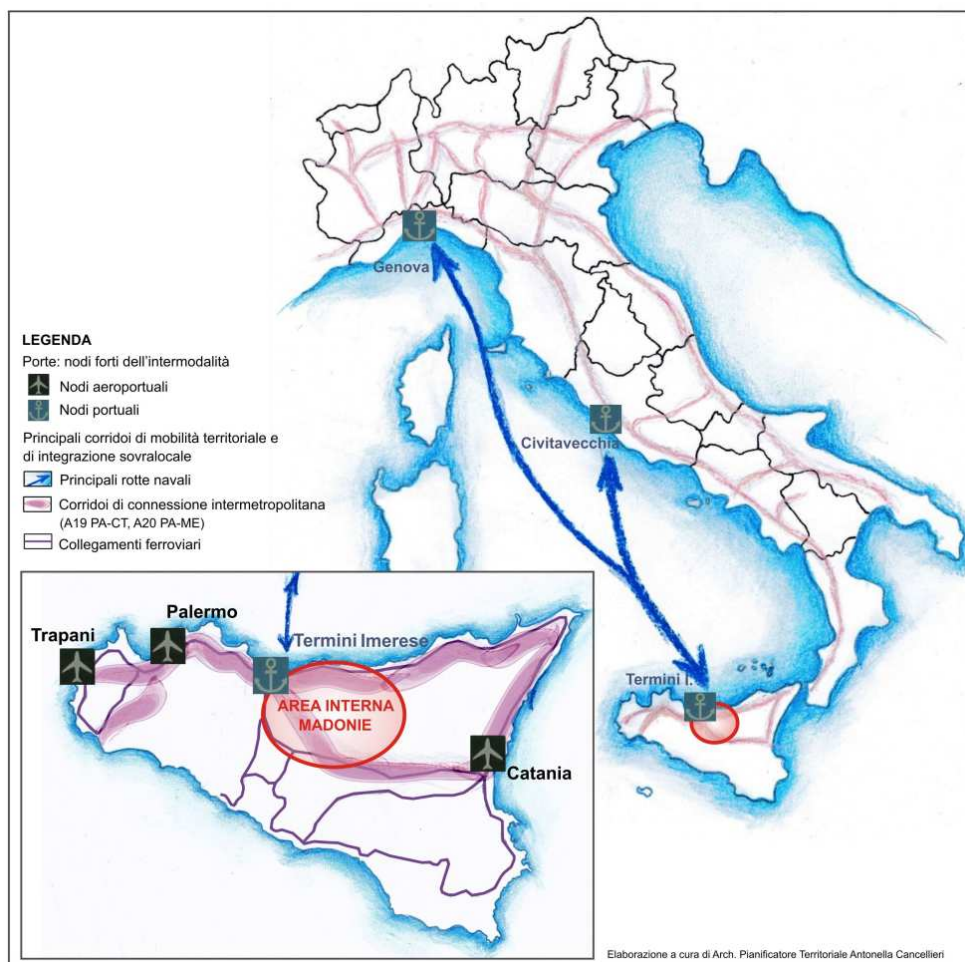 Genova
Civitavecchia
Termini I.
LEGENDA
Porte: nodi forti dell'intermodalità
Nodi aeroportuali
Nodi portuali
Principali corridoi di mobilità territoriale e
di integrazione sovralocale
Principali rotte navali
Corridoi di connessione intermetropolitana
(A19 PA-CT, A20 PA-ME)
Collegamenti ferroviari
Palermo
Trapani
Termini Imerese
AREA INTERNA
MADONIE
Catania
Elaborazione a cura di Arch. Pianificatore Territoriale Antonella Cancellieri